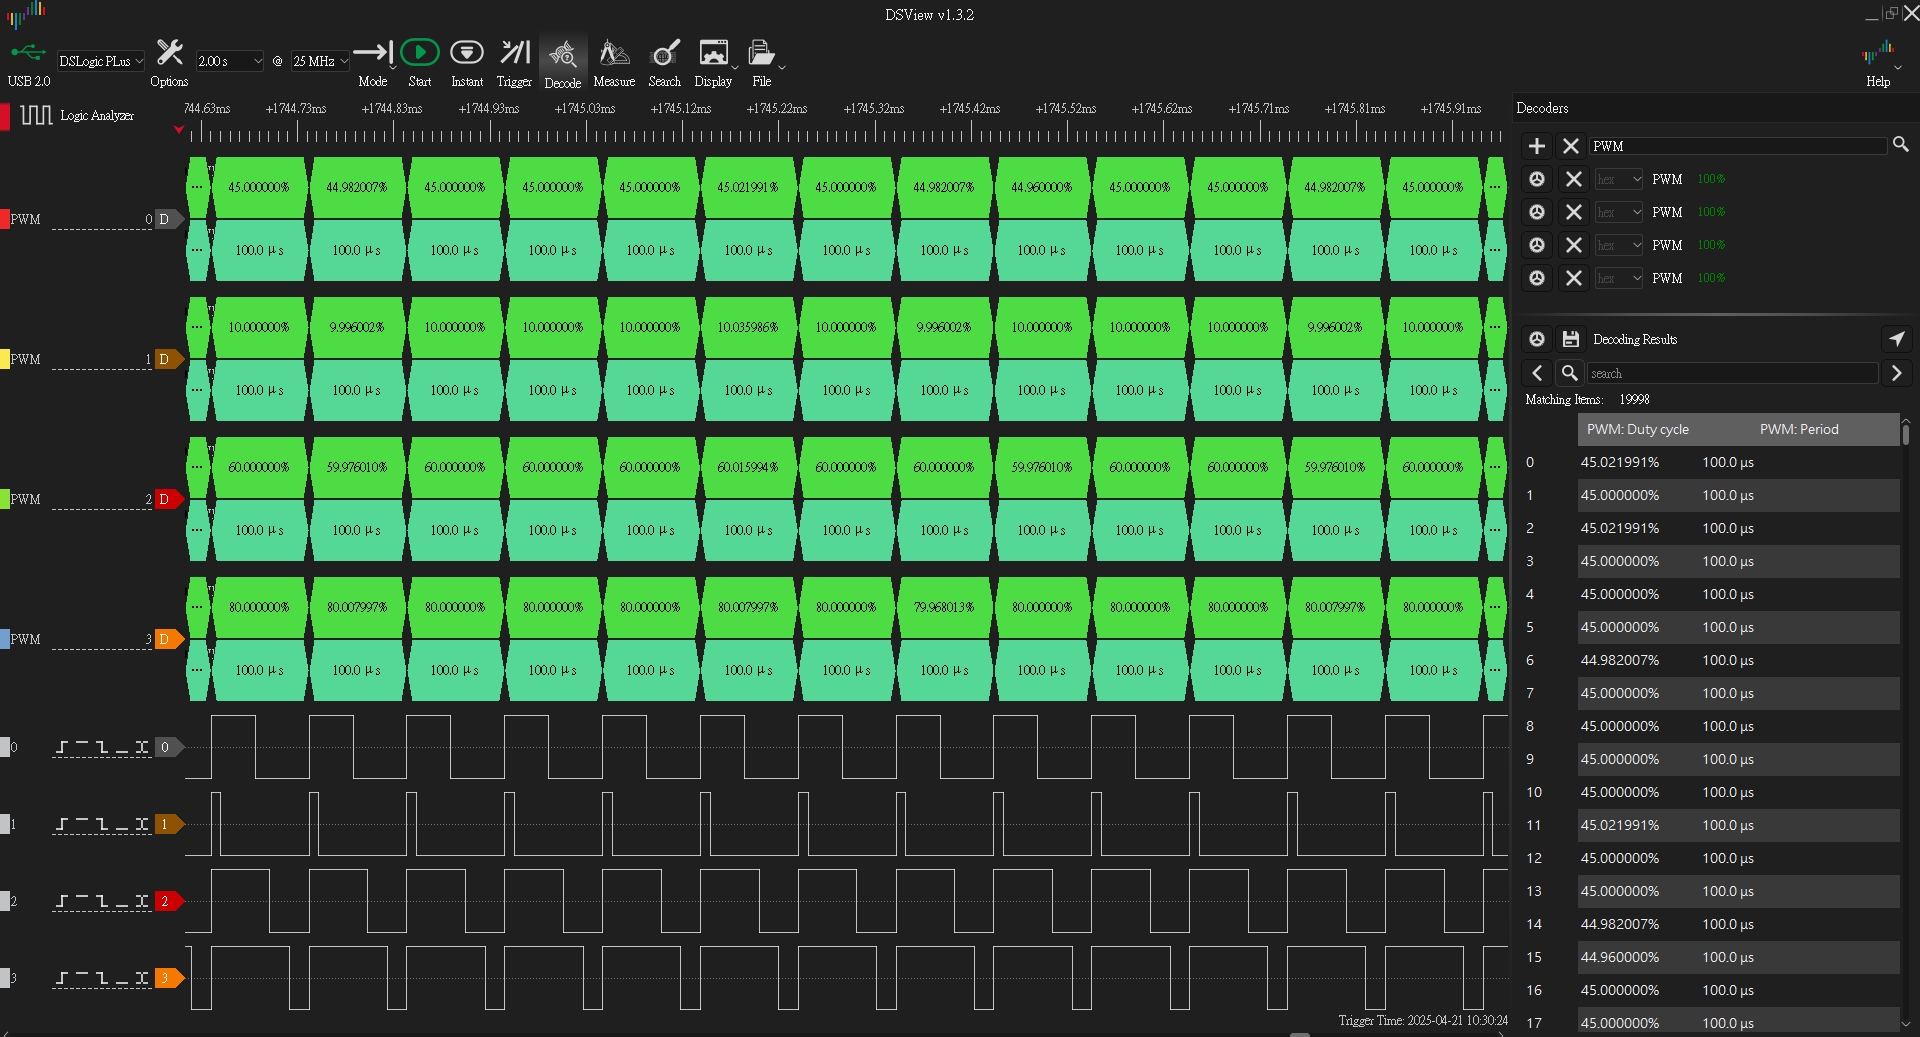 DSView v1.3.2
USB 2.0
DSLogic PLus
Options
2.00 s
@
25 MHz
Mode
Start
Instant
Trigger
Decode
Measure
Search
Display
File
Help
Logic Analyzer
744.63ms +1744.73ms +1744.83ms +1744.93ms +1745.03ms +1745.12ms +1745.22ms +1745.32ms +1745.42ms +1745.52ms +1745.62ms +1745.71ms +1745.81ms +1745.91ms
... 45.000000% 44.982007% 45.000000% 45.000000% 45.000000% 45.021991% 45.000000% 44.982007% 44.960000% 45.000000% 45.000000% 44.982007% 45.000000% ...
PWM 0 D
... 100.0 μs 100.0 μs 100.0 μs 100.0 μs 100.0 μs 100.0 μs 100.0 μs 100.0 μs 100.0 μs 100.0 μs 100.0 μs 100.0 μs 100.0 μs ...
... 10.000000% 9.996002% 10.000000% 10.000000% 10.000000% 10.035986% 10.000000% 9.996002% 10.000000% 10.000000% 10.000000% 9.996002% 10.000000% ...
PWM 1 D
... 100.0 μs 100.0 μs 100.0 μs 100.0 μs 100.0 μs 100.0 μs 100.0 μs 100.0 μs 100.0 μs 100.0 μs 100.0 μs 100.0 μs 100.0 μs ...
... 60.000000% 59.976010% 60.000000% 60.000000% 60.000000% 60.015994% 60.000000% 60.000000% 59.976010% 60.000000% 60.000000% 59.976010% 60.000000% ...
PWM 2 D
... 100.0 μs 100.0 μs 100.0 μs 100.0 μs 100.0 μs 100.0 μs 100.0 μs 100.0 μs 100.0 μs 100.0 μs 100.0 μs 100.0 μs 100.0 μs ...
... 80.000000% 80.007997% 80.000000% 80.000000% 80.000000% 80.007997% 80.000000% 79.968013% 80.000000% 80.000000% 80.000000% 80.007997% 80.000000% ...
PWM 3 D
... 100.0 μs 100.0 μs 100.0 μs 100.0 μs 100.0 μs 100.0 μs 100.0 μs 100.0 μs 100.0 μs 100.0 μs 100.0 μs 100.0 μs 100.0 μs ...
0 0
1 1
2 2
3 3
Trigger Time: 2025-04-21 10:30:24
Decoders
PWM
hex PWM 100%
hex PWM 100%
hex PWM 100%
hex PWM 100%
Decoding Results
search
Matching Items: 19998
PWM: Duty cycle PWM: Period
0 45.021991% 100.0 μs
1 45.000000% 100.0 μs
2 45.021991% 100.0 μs
3 45.000000% 100.0 μs
4 45.000000% 100.0 μs
5 45.000000% 100.0 μs
6 44.982007% 100.0 μs
7 45.000000% 100.0 μs
8 45.000000% 100.0 μs
9 45.000000% 100.0 μs
10 45.000000% 100.0 μs
11 45.021991% 100.0 μs
12 45.000000% 100.0 μs
13 45.000000% 100.0 μs
14 44.982007% 100.0 μs
15 44.960000% 100.0 μs
16 45.000000% 100.0 μs
17 45.000000% 100.0 μs